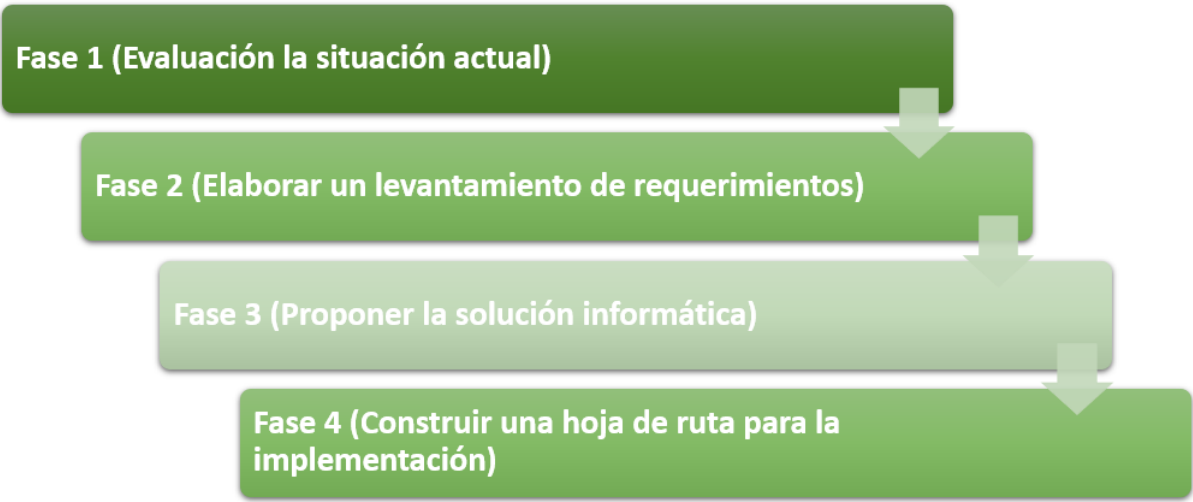 Fase 1 (Evaluación la situación actual)
Fase 2 (Elaborar un levantamiento de requerimientos)
Fase 3 (Proponer la solución informática)
Fase 4 (Construir una hoja de ruta para la
implementación)